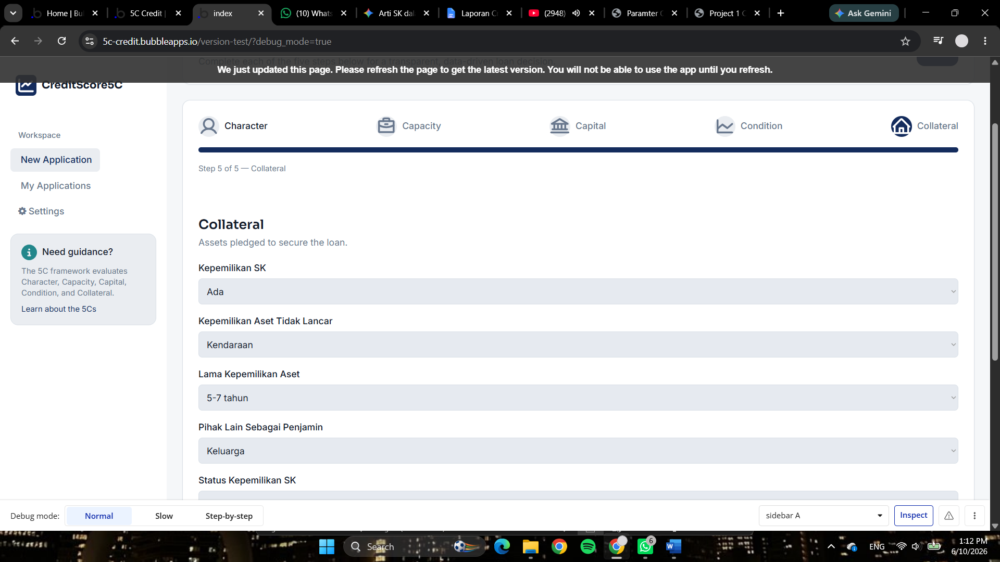 Home | Bu
5C Credit |
index
(10) Whats
Arti SK dal
Laporan Cr
(2948)
Paramter C
Project 1 C
Ask Gemini
5c-credit.bubbleapps.io/version-test/?debug_mode=true
Complete each of the five steps below for a transparent, data-driven loan decision.
We just updated this page. Please refresh the page to get the latest version. You will not be able to use the app until you refresh.
CreditScore5C
Workspace
New Application
My Applications
Settings
Need guidance?
The 5C framework evaluates
Character, Capacity, Capital,
Condition, and Collateral.
Learn about the 5Cs
Character
Capacity
Capital
Condition
Collateral
Step 5 of 5 — Collateral
Collateral
Assets pledged to secure the loan.
Kepemilikan SK
Ada
Kepemilikan Aset Tidak Lancar
Kendaraan
Lama Kepemilikan Aset
5-7 tahun
Pihak Lain Sebagai Penjamin
Keluarga
Status Kepemilikan SK
Debug mode:
Normal
Slow
Step-by-step
sidebar A
Inspect
Search
6
ENG
1:12 PM
6/10/2026